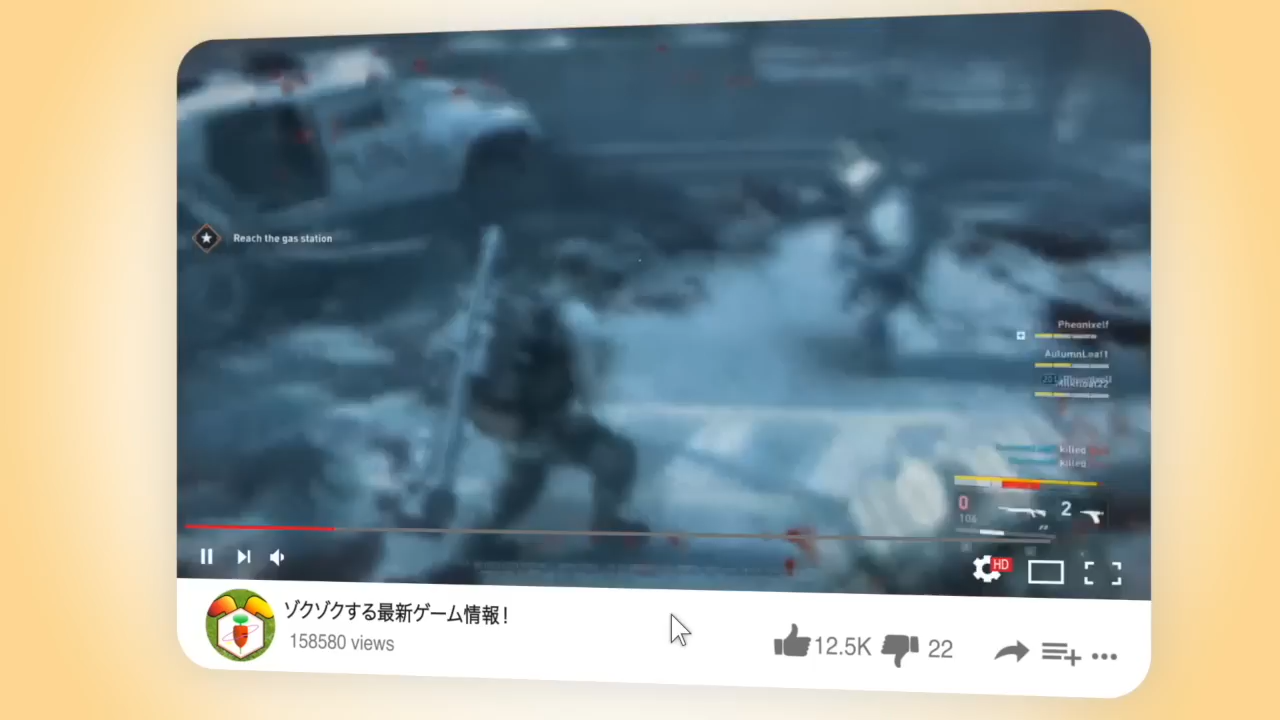 Reach the gas station
Pheonixelf
AutumnLeaf1
killed
killed
0
106
2
HD
ゾクゾクする最新ゲーム情報!
158580 views
12.5K
22